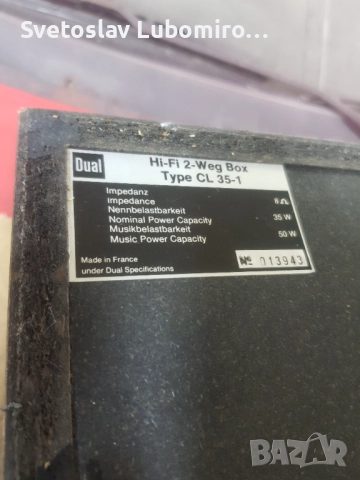 Svetoslav Lubomiro...
Dual
Hi-Fi 2-Weg Box
Type CL 35-1
Impedanz
Impedance 8 Ω
Nennbelastbarkeit
Nominal Power Capacity 35 W
Musikbelastbarkeit
Music Power Capacity 50 W
Made in France
under Dual Specifications
№ 013943
BAZAR